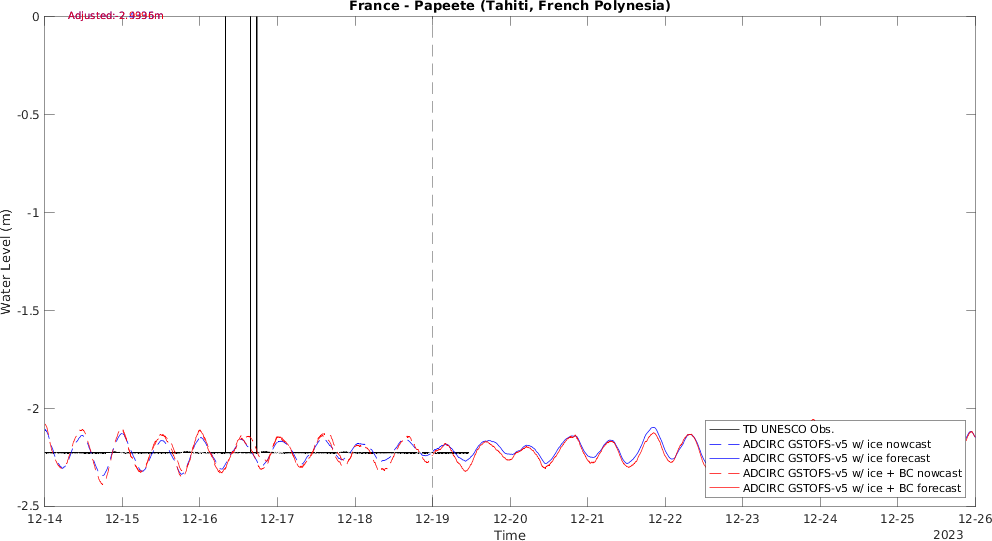 France - Papeete (Tahiti, French Polynesia)
Adjusted:
0
-0.5
-1
-1.5
-2
-2.5
Water Level (m)
TD UNESCO Obs.
ADCIRC GSTOFS-v5 w/ ice nowcast
ADCIRC GSTOFS-v5 w/ ice forecast
ADCIRC GSTOFS-v5 w/ ice + BC nowcast
ADCIRC GSTOFS-v5 w/ ice + BC forecast
12-14 12-15 12-16 12-17 12-18 12-19 12-20 12-21 12-22 12-23 12-24 12-25 12-26
Time
2023